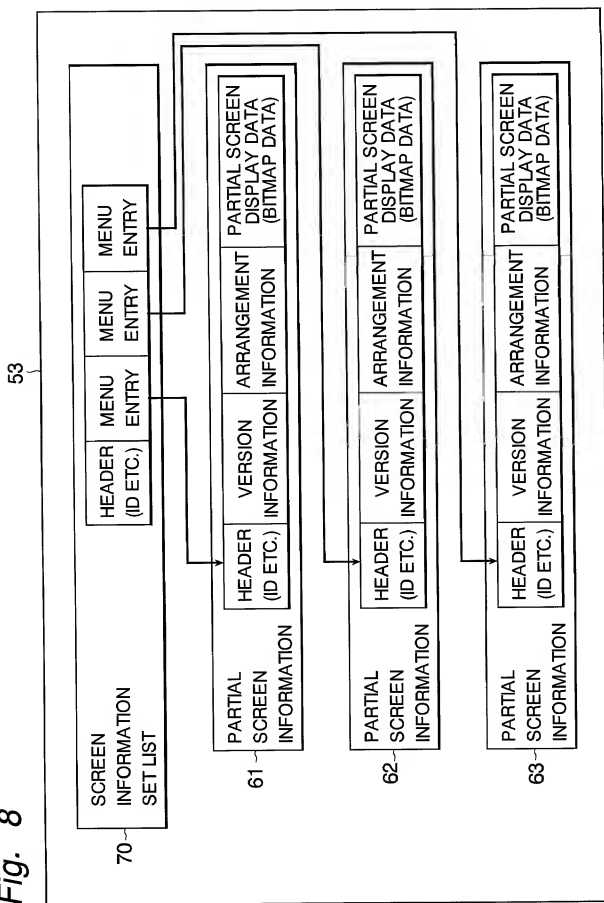 Fig. 8
53
70
SCREEN
INFORMATION
SET LIST
HEADER
(ID ETC.)
MENU
ENTRY
MENU
ENTRY
MENU
ENTRY
61
PARTIAL
SCREEN
INFORMATION
HEADER
(ID ETC.)
VERSION
INFORMATION
ARRANGEMENT
INFORMATION
PARTIAL SCREEN
DISPLAY DATA
(BITMAP DATA)
62
PARTIAL
SCREEN
INFORMATION
HEADER
(ID ETC.)
VERSION
INFORMATION
ARRANGEMENT
INFORMATION
PARTIAL SCREEN
DISPLAY DATA
(BITMAP DATA)
63
PARTIAL
SCREEN
INFORMATION
HEADER
(ID ETC.)
VERSION
INFORMATION
ARRANGEMENT
INFORMATION
PARTIAL SCREEN
DISPLAY DATA
(BITMAP DATA)